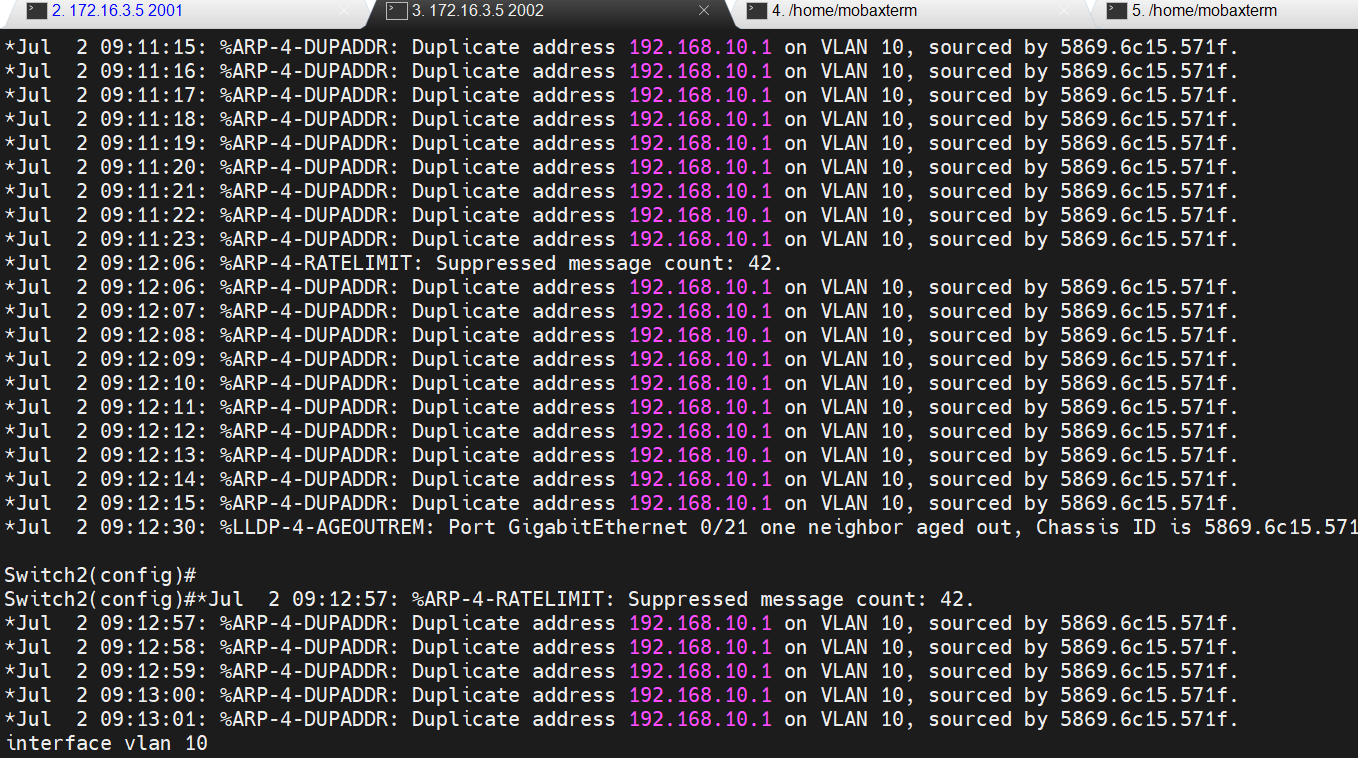 2. 172.16.3.5 2001
3. 172.16.3.5 2002
4. /home/mobaxterm
5. /home/mobaxterm
*Jul  2 09:11:15: %ARP-4-DUPADDR: Duplicate address 192.168.10.1 on VLAN 10, sourced by 5869.6c15.571f.
*Jul  2 09:11:16: %ARP-4-DUPADDR: Duplicate address 192.168.10.1 on VLAN 10, sourced by 5869.6c15.571f.
*Jul  2 09:11:17: %ARP-4-DUPADDR: Duplicate address 192.168.10.1 on VLAN 10, sourced by 5869.6c15.571f.
*Jul  2 09:11:18: %ARP-4-DUPADDR: Duplicate address 192.168.10.1 on VLAN 10, sourced by 5869.6c15.571f.
*Jul  2 09:11:19: %ARP-4-DUPADDR: Duplicate address 192.168.10.1 on VLAN 10, sourced by 5869.6c15.571f.
*Jul  2 09:11:20: %ARP-4-DUPADDR: Duplicate address 192.168.10.1 on VLAN 10, sourced by 5869.6c15.571f.
*Jul  2 09:11:21: %ARP-4-DUPADDR: Duplicate address 192.168.10.1 on VLAN 10, sourced by 5869.6c15.571f.
*Jul  2 09:11:22: %ARP-4-DUPADDR: Duplicate address 192.168.10.1 on VLAN 10, sourced by 5869.6c15.571f.
*Jul  2 09:11:23: %ARP-4-DUPADDR: Duplicate address 192.168.10.1 on VLAN 10, sourced by 5869.6c15.571f.
*Jul  2 09:12:06: %ARP-4-RATELIMIT: Suppressed message count: 42.
*Jul  2 09:12:06: %ARP-4-DUPADDR: Duplicate address 192.168.10.1 on VLAN 10, sourced by 5869.6c15.571f.
*Jul  2 09:12:07: %ARP-4-DUPADDR: Duplicate address 192.168.10.1 on VLAN 10, sourced by 5869.6c15.571f.
*Jul  2 09:12:08: %ARP-4-DUPADDR: Duplicate address 192.168.10.1 on VLAN 10, sourced by 5869.6c15.571f.
*Jul  2 09:12:09: %ARP-4-DUPADDR: Duplicate address 192.168.10.1 on VLAN 10, sourced by 5869.6c15.571f.
*Jul  2 09:12:10: %ARP-4-DUPADDR: Duplicate address 192.168.10.1 on VLAN 10, sourced by 5869.6c15.571f.
*Jul  2 09:12:11: %ARP-4-DUPADDR: Duplicate address 192.168.10.1 on VLAN 10, sourced by 5869.6c15.571f.
*Jul  2 09:12:12: %ARP-4-DUPADDR: Duplicate address 192.168.10.1 on VLAN 10, sourced by 5869.6c15.571f.
*Jul  2 09:12:13: %ARP-4-DUPADDR: Duplicate address 192.168.10.1 on VLAN 10, sourced by 5869.6c15.571f.
*Jul  2 09:12:14: %ARP-4-DUPADDR: Duplicate address 192.168.10.1 on VLAN 10, sourced by 5869.6c15.571f.
*Jul  2 09:12:15: %ARP-4-DUPADDR: Duplicate address 192.168.10.1 on VLAN 10, sourced by 5869.6c15.571f.
*Jul  2 09:12:30: %LLDP-4-AGEOUTREM: Port GigabitEthernet 0/21 one neighbor aged out, Chassis ID is 5869.6c15.571
Switch2(config)#
Switch2(config)#*Jul  2 09:12:57: %ARP-4-RATELIMIT: Suppressed message count: 42.
*Jul  2 09:12:57: %ARP-4-DUPADDR: Duplicate address 192.168.10.1 on VLAN 10, sourced by 5869.6c15.571f.
*Jul  2 09:12:58: %ARP-4-DUPADDR: Duplicate address 192.168.10.1 on VLAN 10, sourced by 5869.6c15.571f.
*Jul  2 09:12:59: %ARP-4-DUPADDR: Duplicate address 192.168.10.1 on VLAN 10, sourced by 5869.6c15.571f.
*Jul  2 09:13:00: %ARP-4-DUPADDR: Duplicate address 192.168.10.1 on VLAN 10, sourced by 5869.6c15.571f.
*Jul  2 09:13:01: %ARP-4-DUPADDR: Duplicate address 192.168.10.1 on VLAN 10, sourced by 5869.6c15.571f.
interface vlan 10